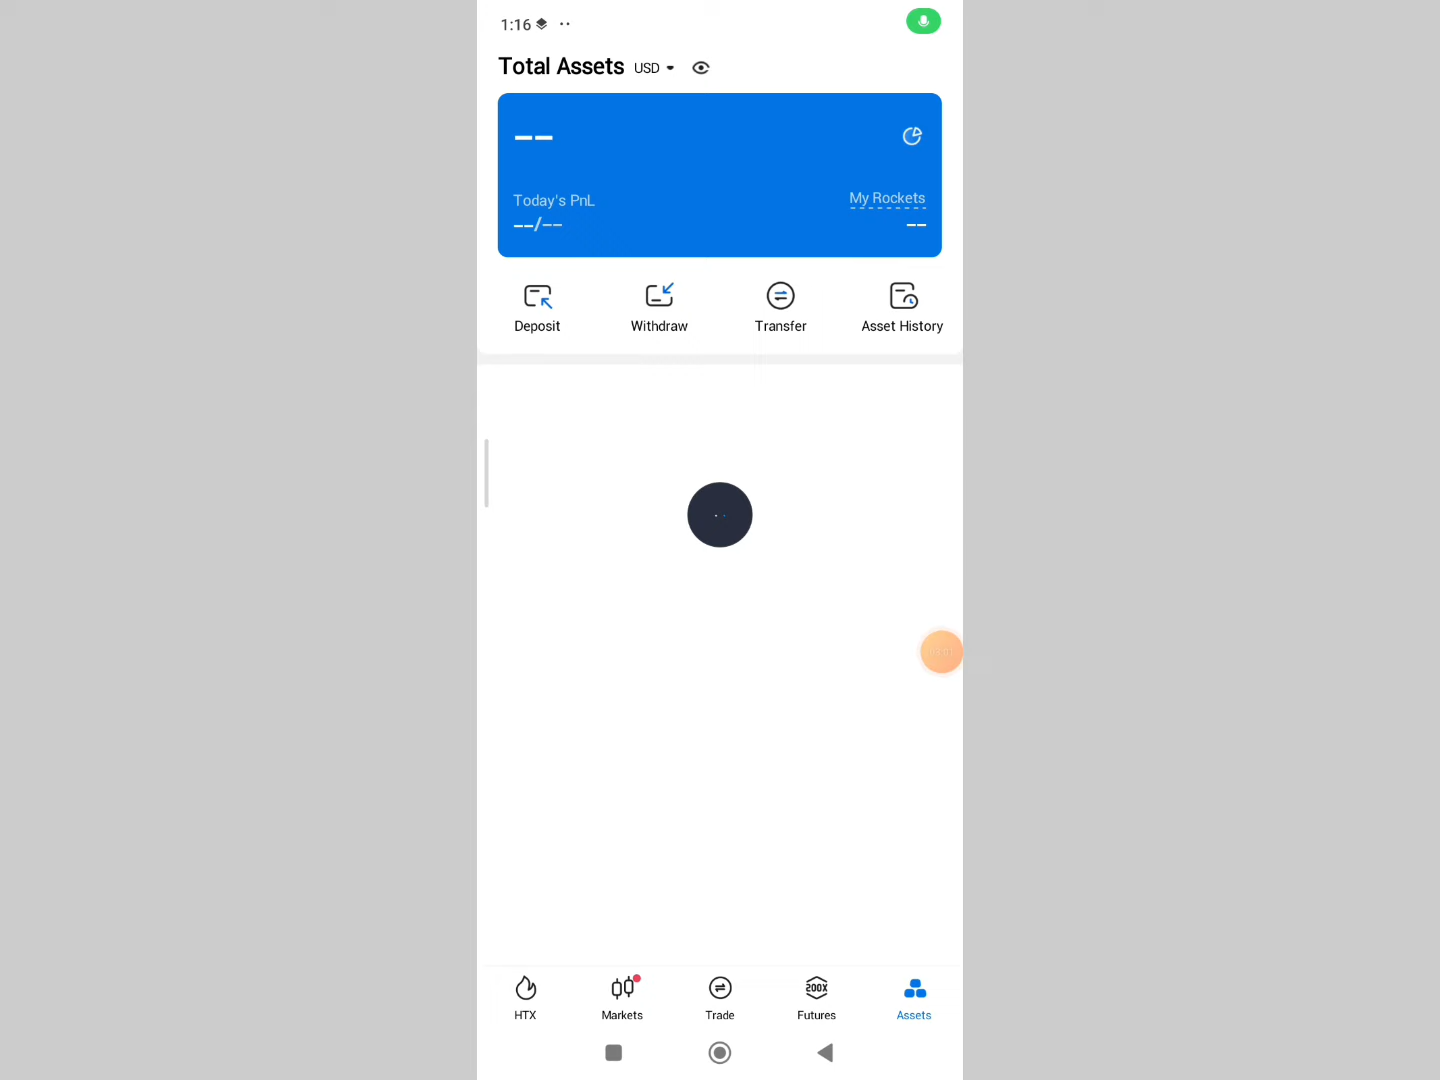 1:16
Total Assets USD
--
Today's PnL
My Rockets
--/--
--
Deposit
Withdraw
Transfer
Asset History
200X
HTX
Markets
Trade
Futures
Assets